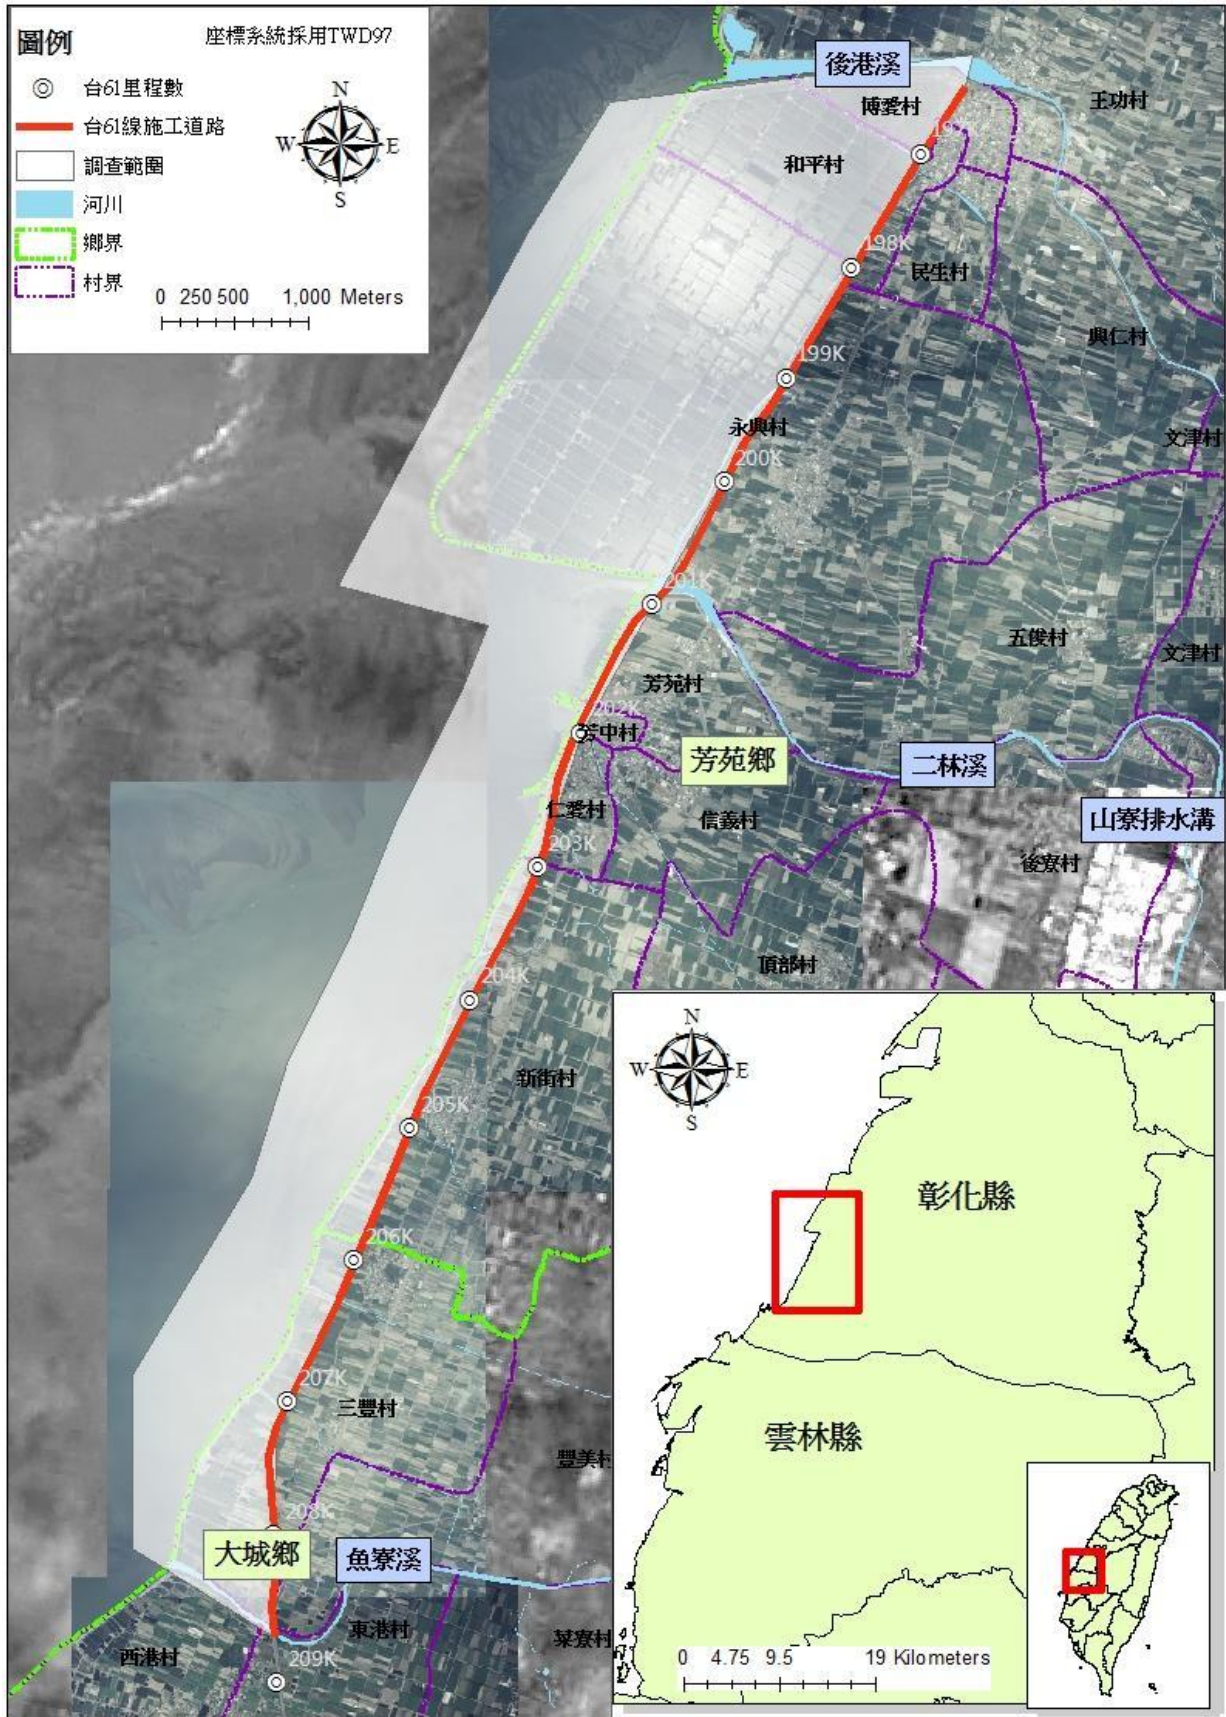 圖例
座標系統採用TWD97
台61里程數
台61線施工道路
調查範圍
河川
鄉界
村界
N
W
E
S
0 250 500 1,000 Meters
後港溪
博愛村
王功村
和平村
198K
民生村
興仁村
199K
永興村
文津村
200K
201K
五俊村
文津村
芳苑村
202K
芳中村
芳苑鄉
二林溪
仁愛村
信義村
山寮排水溝
203K
後寮村
頂部村
204K
新街村
205K
206K
207K
三豐村
豐美村
208K
大城鄉
魚寮溪
東港村
菜寮村
西港村
209K
N
W
E
S
彰化縣
雲林縣
0 4.75 9.5 19 Kilometers